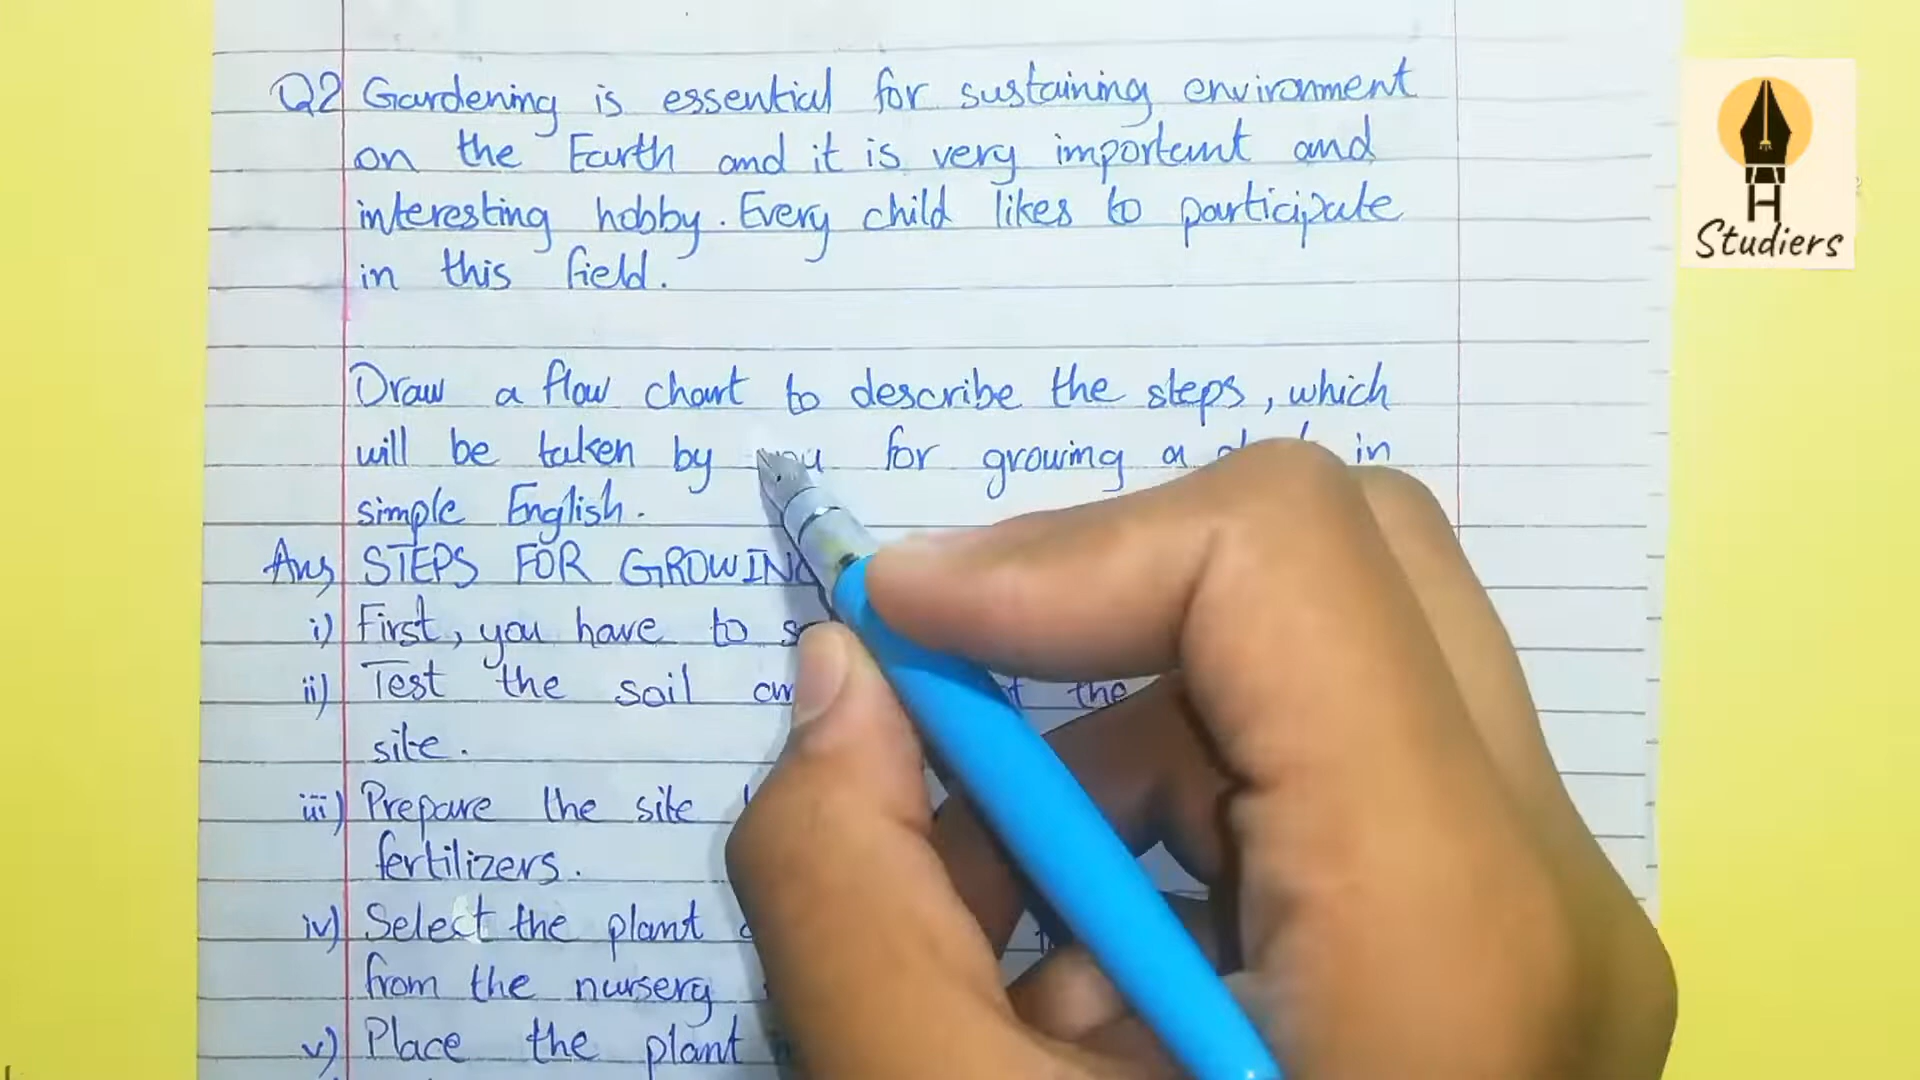 Q2 Gardening is essential for sustaining environment
on the Earth and it is very important and
interesting hobby. Every child likes to participate
in this field.
Draw a flow chart to describe the steps, which
will be taken by you for growing a in
simple English.
Ans STEPS FOR GROWING
i) First, you have to
ii) Test the soil the
site.
iii) Prepare the site
fertilizers.
iv) Select the plant
from the nursery
v) Place the plant
Studiers